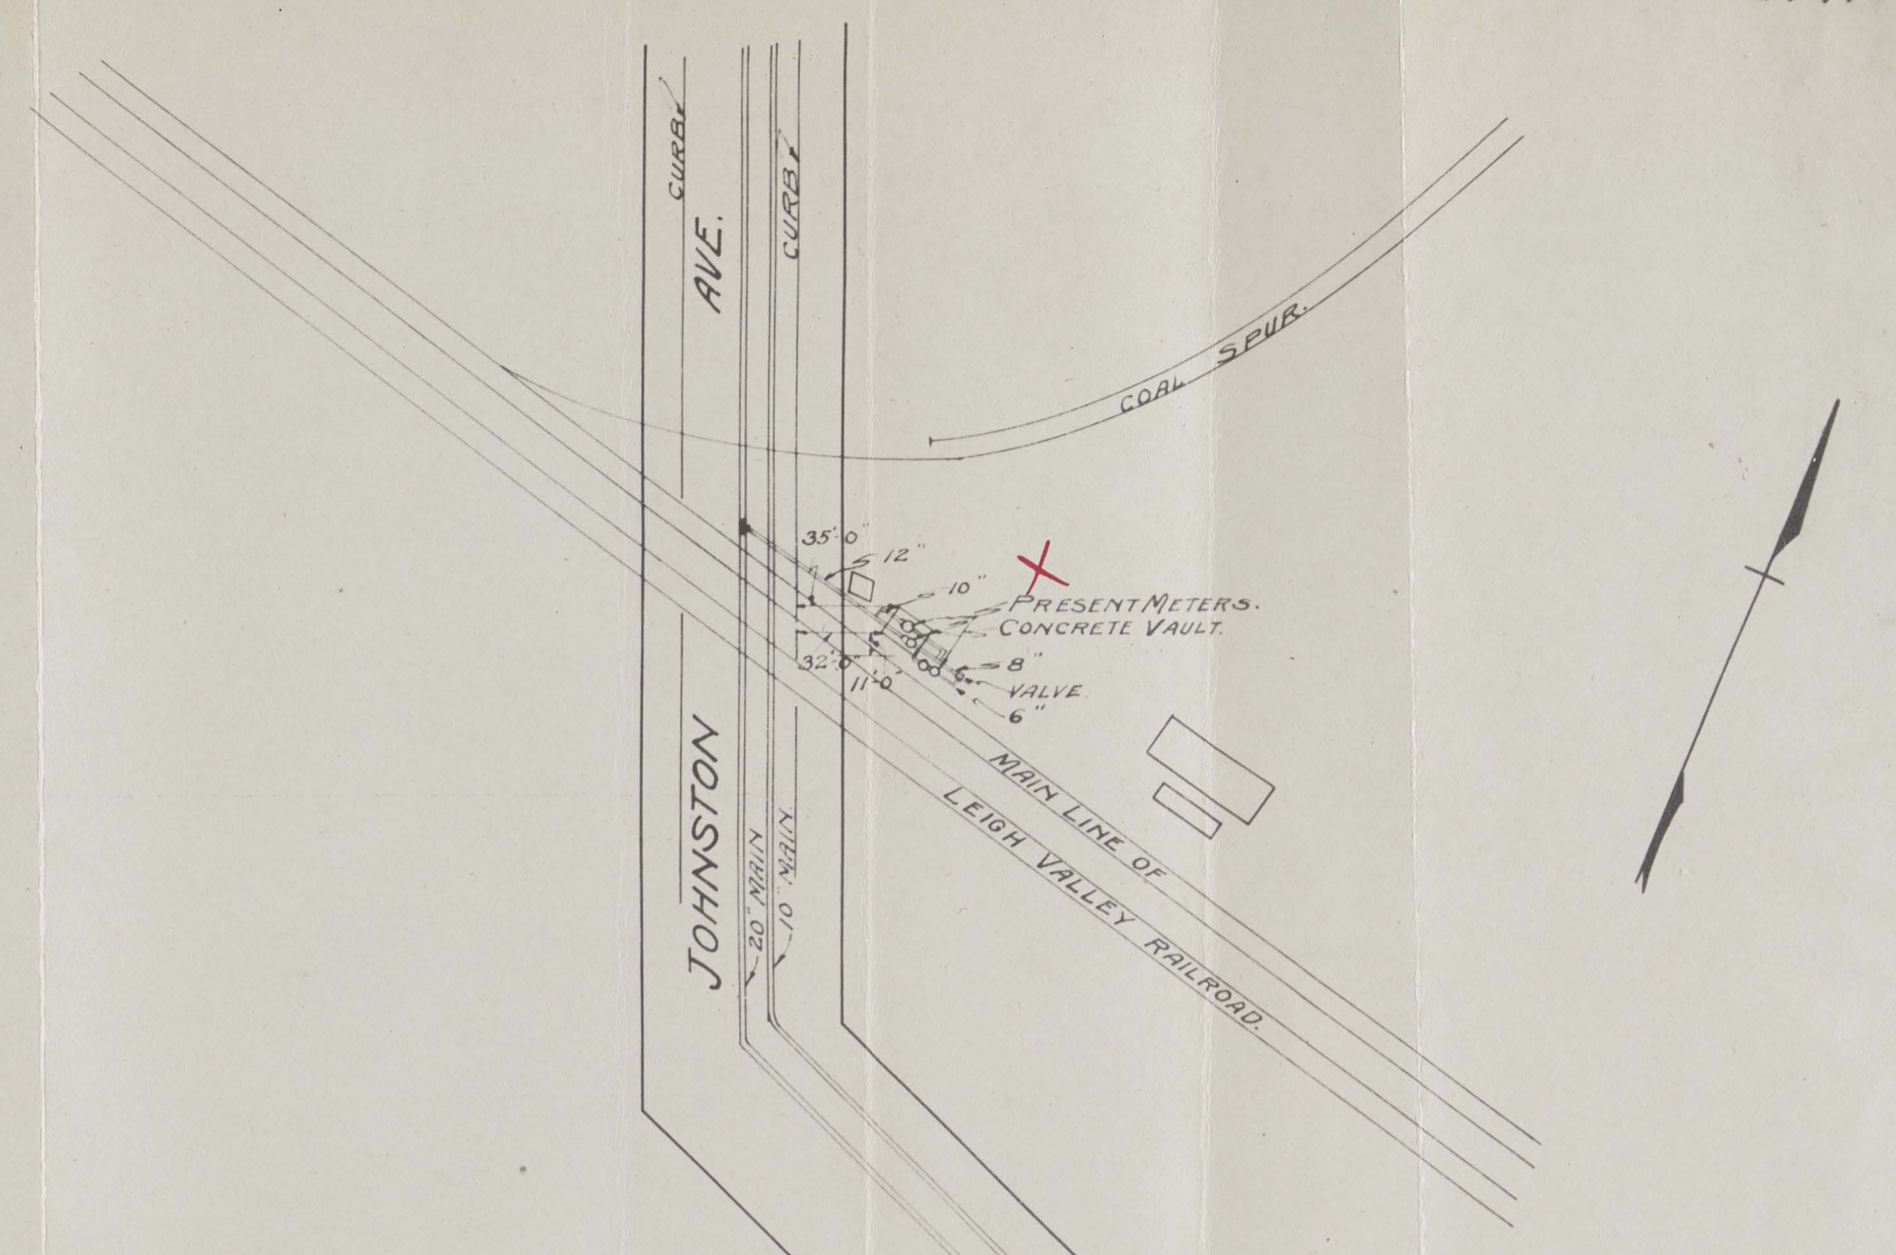 CURB
CURB
AVE.
COAL SPUR.
35'-0"
12"
10"
PRESENT METERS.
CONCRETE VAULT.
32'-0"
11'-0"
8"
VALVE.
6"
MAIN LINE OF
LEIGH VALLEY RAILROAD.
JOHNSTON
20" MAIN
10" MAIN